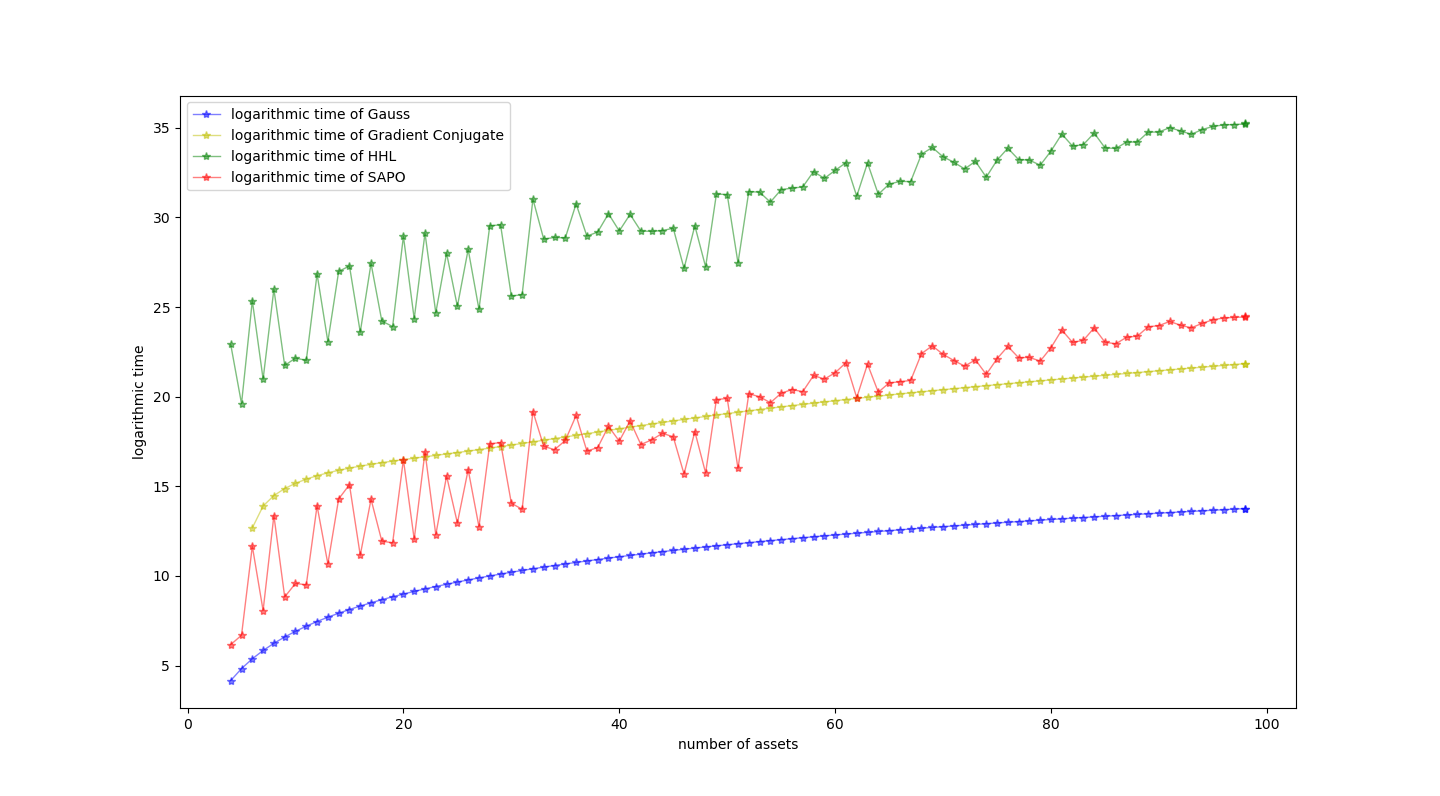 logarithmic time of Gauss
logarithmic time of Gradient Conjugate
logarithmic time of HHL
logarithmic time of SAPO
35
30
25
20
15
10
5
logarithmic time
0 20 40 60 80 100
number of assets